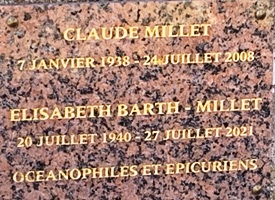 CLAUDE MILLET
7 JANVIER 1938 - 24 JUILLET 2008
ELISABETH BARTH - MILLET
20 JUILLET 1940 - 27 JUILLET 2021
OCEANOPHILES ET EPICURIENS